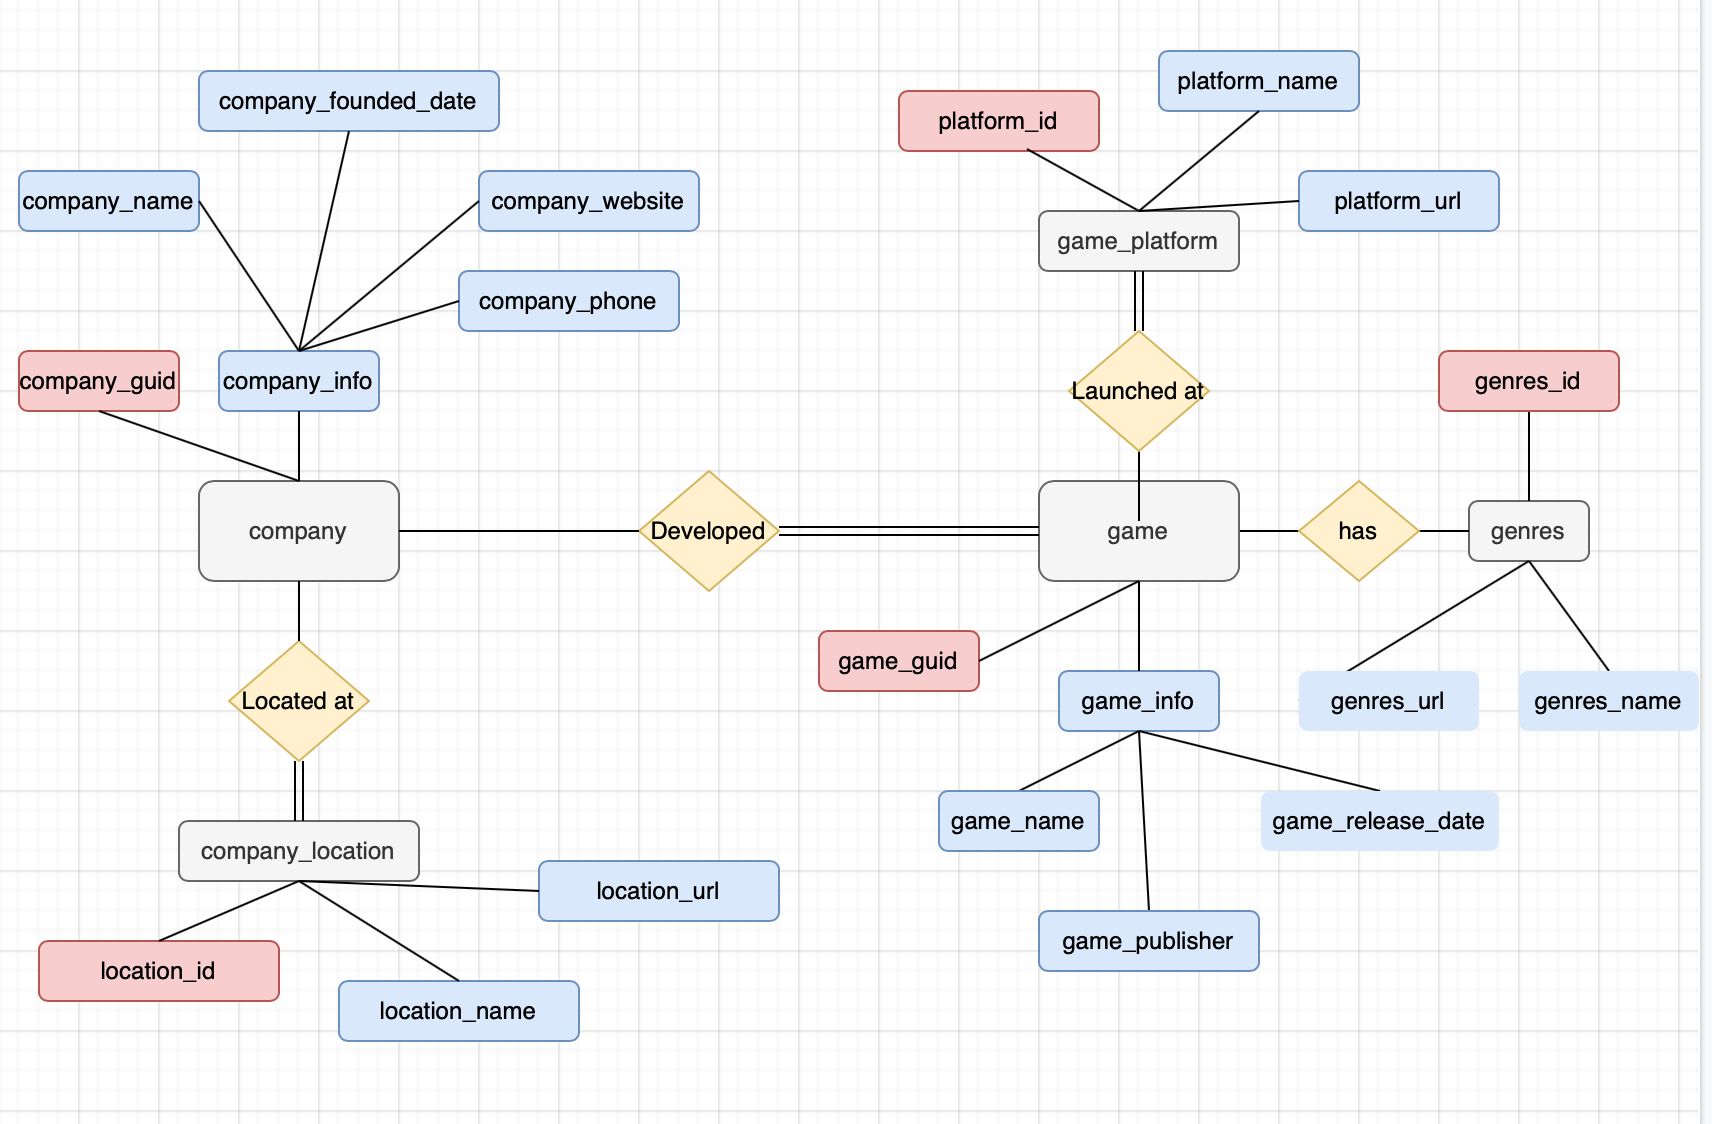 company_founded_date
company_name
company_website
company_phone
company_guid
company_info
company
Developed
Located at
company_location
location_url
location_id
location_name
platform_name
platform_id
platform_url
game_platform
Launched at
genres_id
game
has
genres
game_guid
game_info
genres_url
genres_name
game_name
game_release_date
game_publisher